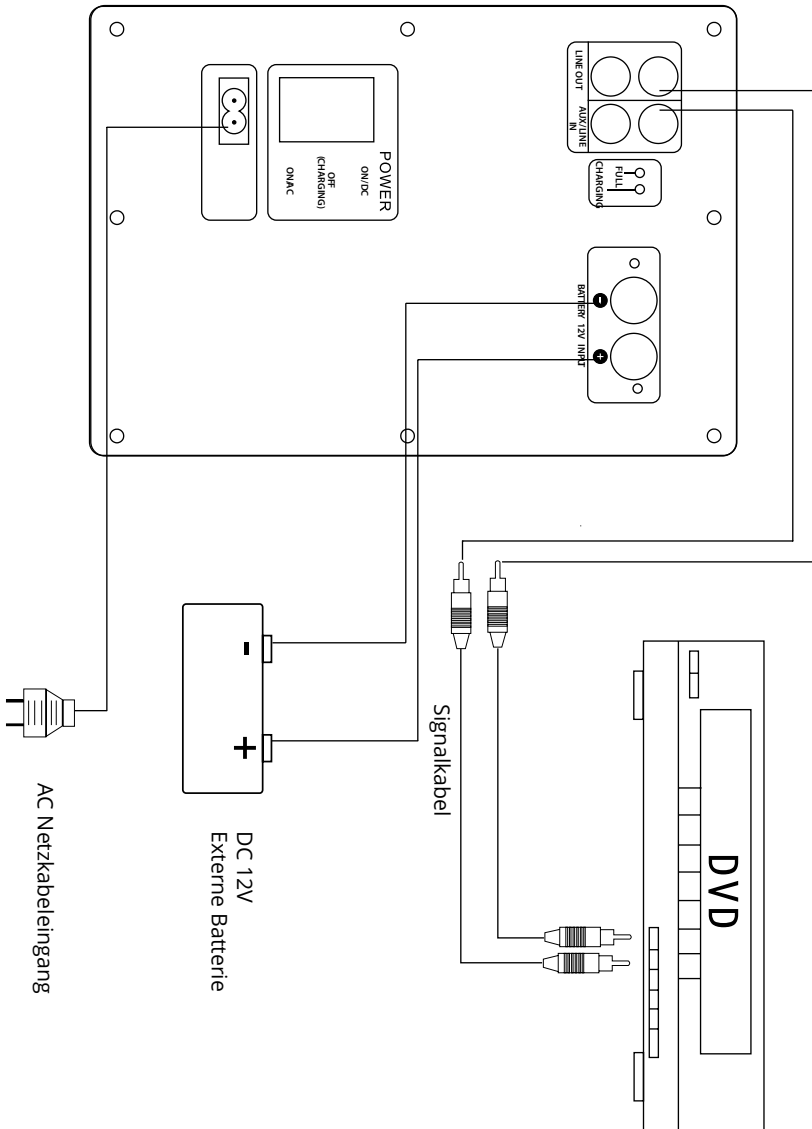 LINE OUT
AUX/LINE
IN
FULL
CHARGING
BATTERY 12V INPUT
-
+
POWER
ON/DC
OFF
(CHARGING)
ON AC
DVD
Signalkabel
-
+
DC 12V
Externe Batterie
AC Netzkabeleingang